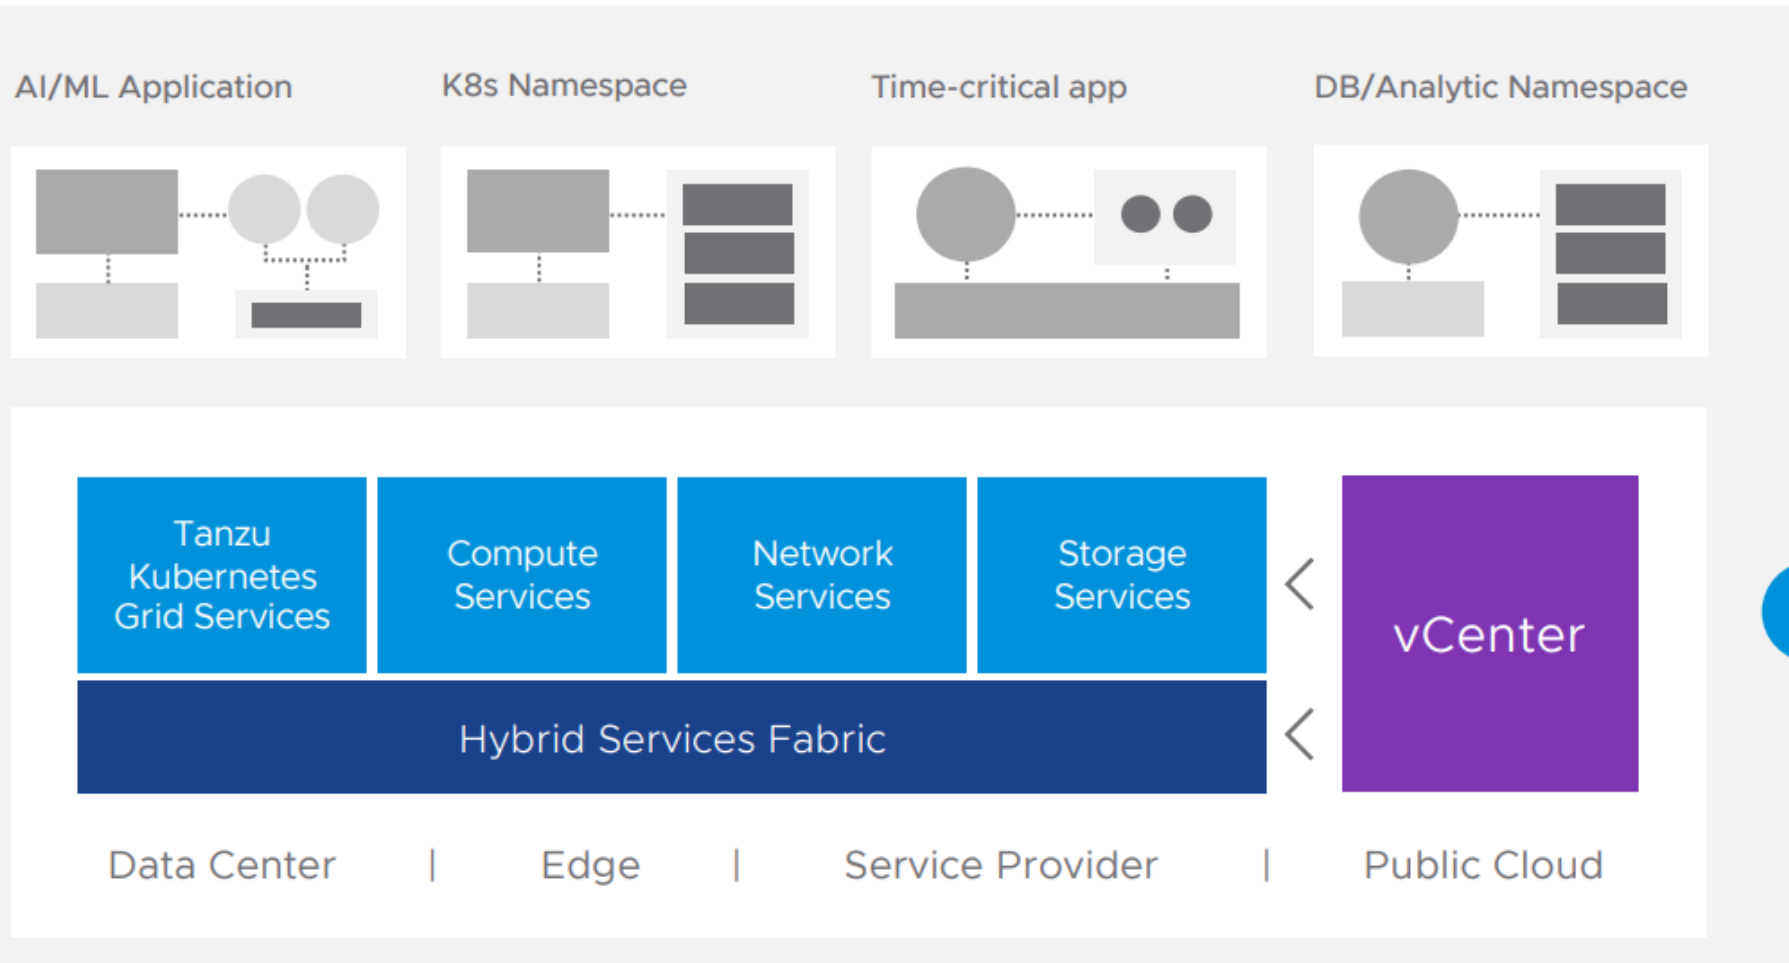 AI/ML Application
K8s Namespace
Time-critical app
DB/Analytic Namespace
Tanzu
Kubernetes
Grid Services
Compute
Services
Network
Services
Storage
Services
vCenter
Hybrid Services Fabric
Data Center | Edge | Service Provider | Public Cloud